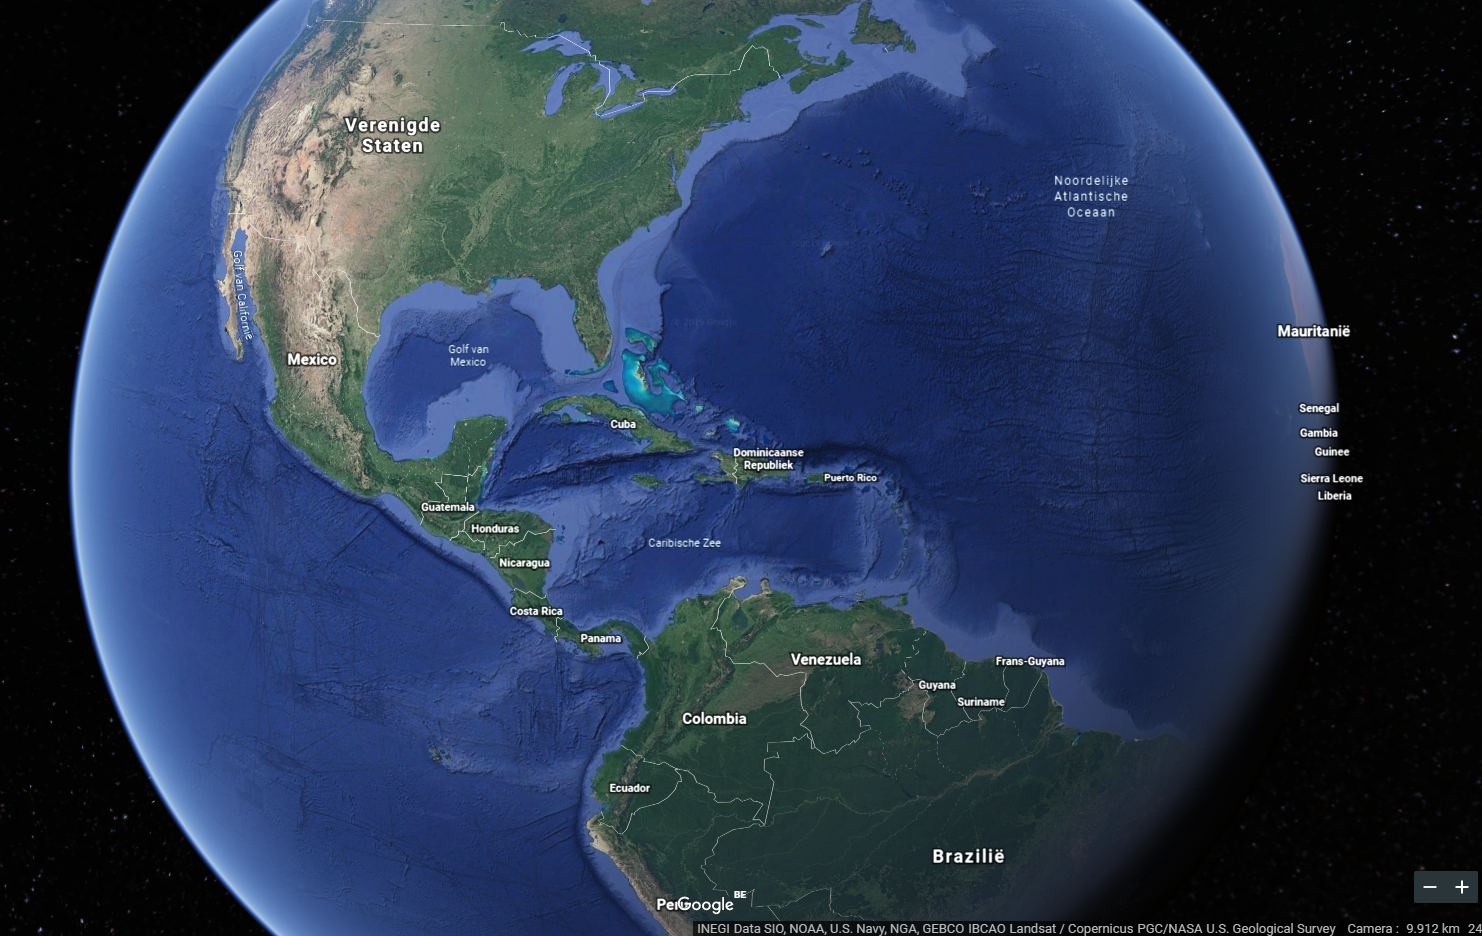 Verenigde
Staten
Noordelijke
Atlantische
Oceaan
Golf van Californië
Mauritanië
Golf van
Mexico
Mexico
Senegal
Cuba
Gambia
Dominicaanse
Republiek
Guinee
Puerto Rico
Sierra Leone
Liberia
Guatemala
Honduras
Caribische Zee
Nicaragua
Costa Rica
Panama
Venezuela
Frans-Guyana
Guyana
Suriname
Colombia
Ecuador
Brazilië
Google BE
INEGI Data SIO, NOAA, U.S. Navy, NGA, GEBCO IBCAO Landsat / Copernicus PGC/NASA U.S. Geological Survey Camera : 9.912 km